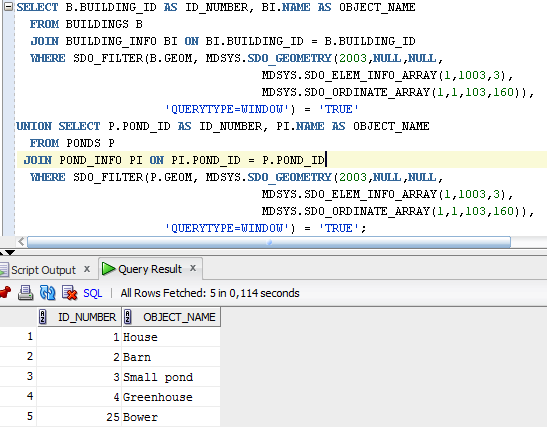 SELECT B.BUILDING_ID AS ID_NUMBER, BI.NAME AS OBJECT_NAME
FROM BUILDINGS B
JOIN BUILDING_INFO BI ON BI.BUILDING_ID = B.BUILDING_ID
WHERE SDO_FILTER(B.GEOM, MDSYS.SDO_GEOMETRY(2003,NULL,NULL,
MDSYS.SDO_ELEM_INFO_ARRAY(1,1003,3),
MDSYS.SDO_ORDINATE_ARRAY(1,1,103,160)),
'QUERYTYPE=WINDOW') = 'TRUE'
UNION SELECT P.POND_ID AS ID_NUMBER, PI.NAME AS OBJECT_NAME
FROM PONDS P
JOIN POND_INFO PI ON PI.POND_ID = P.POND_ID
WHERE SDO_FILTER(P.GEOM, MDSYS.SDO_GEOMETRY(2003,NULL,NULL,
MDSYS.SDO_ELEM_INFO_ARRAY(1,1003,3),
MDSYS.SDO_ORDINATE_ARRAY(1,1,103,160)),
'QUERYTYPE=WINDOW') = 'TRUE';
Script Output x Query Result x
SQL | All Rows Fetched: 5 in 0,114 seconds
ID_NUMBER OBJECT_NAME
1 1 House
2 2 Barn
3 3 Small pond
4 4 Greenhouse
5 25 Bower